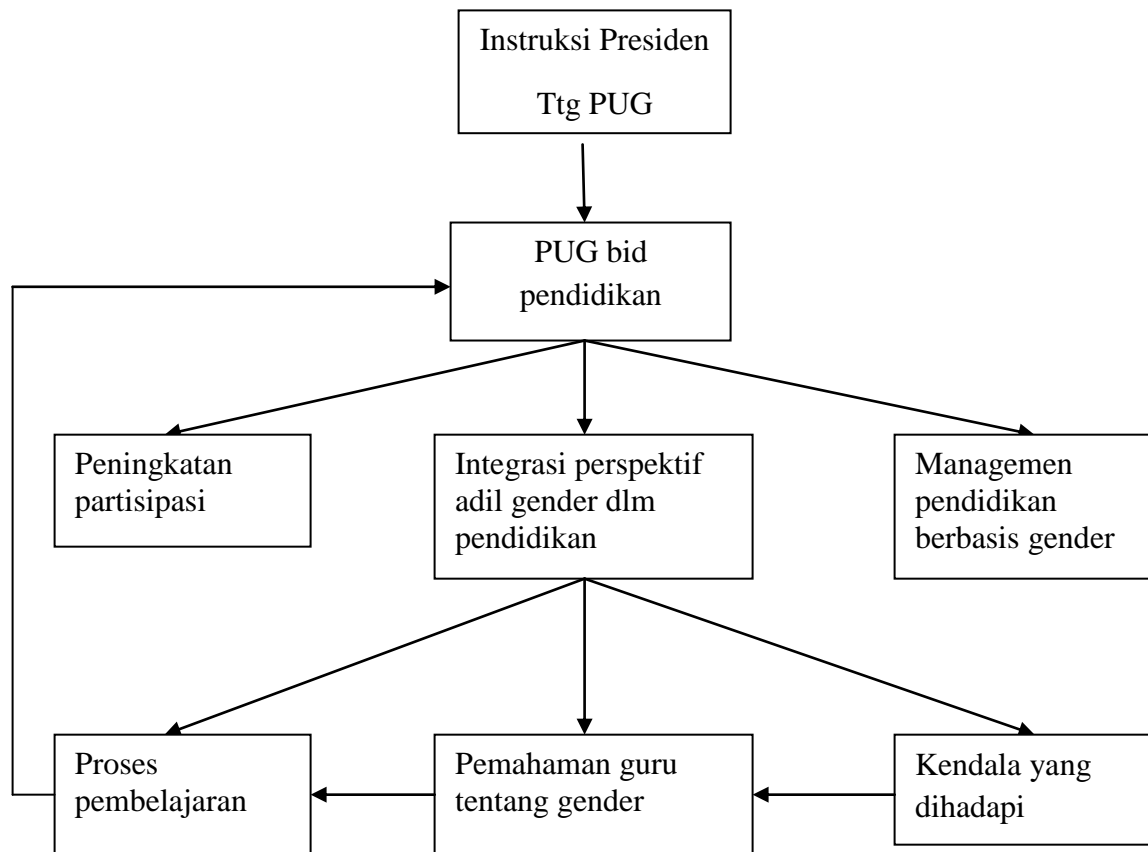 Instruksi Presiden
Ttg PUG
PUG bid
pendidikan
Peningkatan
partisipasi
Integrasi perspektif
adil gender dlm
pendidikan
Managemen
pendidikan
berbasis gender
Proses
pembelajaran
Pemahaman guru
tentang gender
Kendala yang
dihadapi